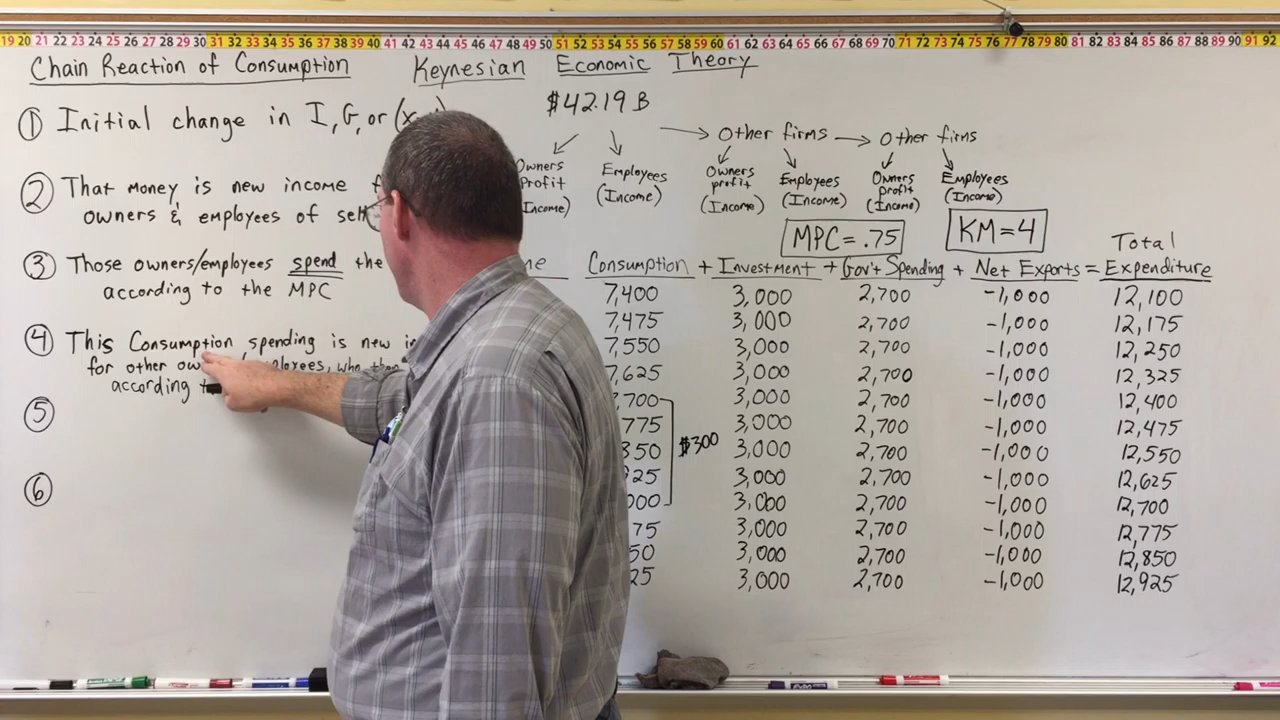 19 20 21 22 23 24 25 26 27 28 29 30 31 32 33 34 35 36 37 38 39 40 41 42 43 44 45 46 47 48 49 50 51 52 53 54 55 56 57 58 59 60 61 62 63 64 65 66 67 68 69 70 71 72 73 74 75 76 77 78 79 80 81 82 83 84 85 86 87 88 89 90 91 92
Chain Reaction of Consumption Keynesian Economic Theory
① Initial change in I, G, or (x
② That money is new income
owners & employees of sell
③ Those owners/employees spend the
according to the MPC
④ This Consumption spending is new
for other
according
⑤
⑥
$42.19 B
Other firms Other firms
Owners Profit (Income)
Employees (Income)
Owners profit (Income)
Employees (Income)
Owners profit (Income)
Employees (Income)
MPC = .75 KM=4
Consumption + Investment + Gov't Spending + Net Exports = Total Expenditure
7,400 3,000 2,700 -1,000 12,100
7,475 3,000 2,700 -1,000 12,175
7,550 3,000 2,700 -1,000 12,250
7,625 3,000 2,700 -1,000 12,325
,700 3,000 2,700 -1,000 12,400
775 3,000 2,700 -1,000 12,475
850 $300 3,000 2,700 -1,000 12,550
925 3,000 2,700 -1,000 12,625
000 3,000 2,700 -1,000 12,700
75 3,000 2,700 -1,000 12,775
50 3,000 2,700 -1,000 12,850
25 3,000 2,700 -1,000 12,925